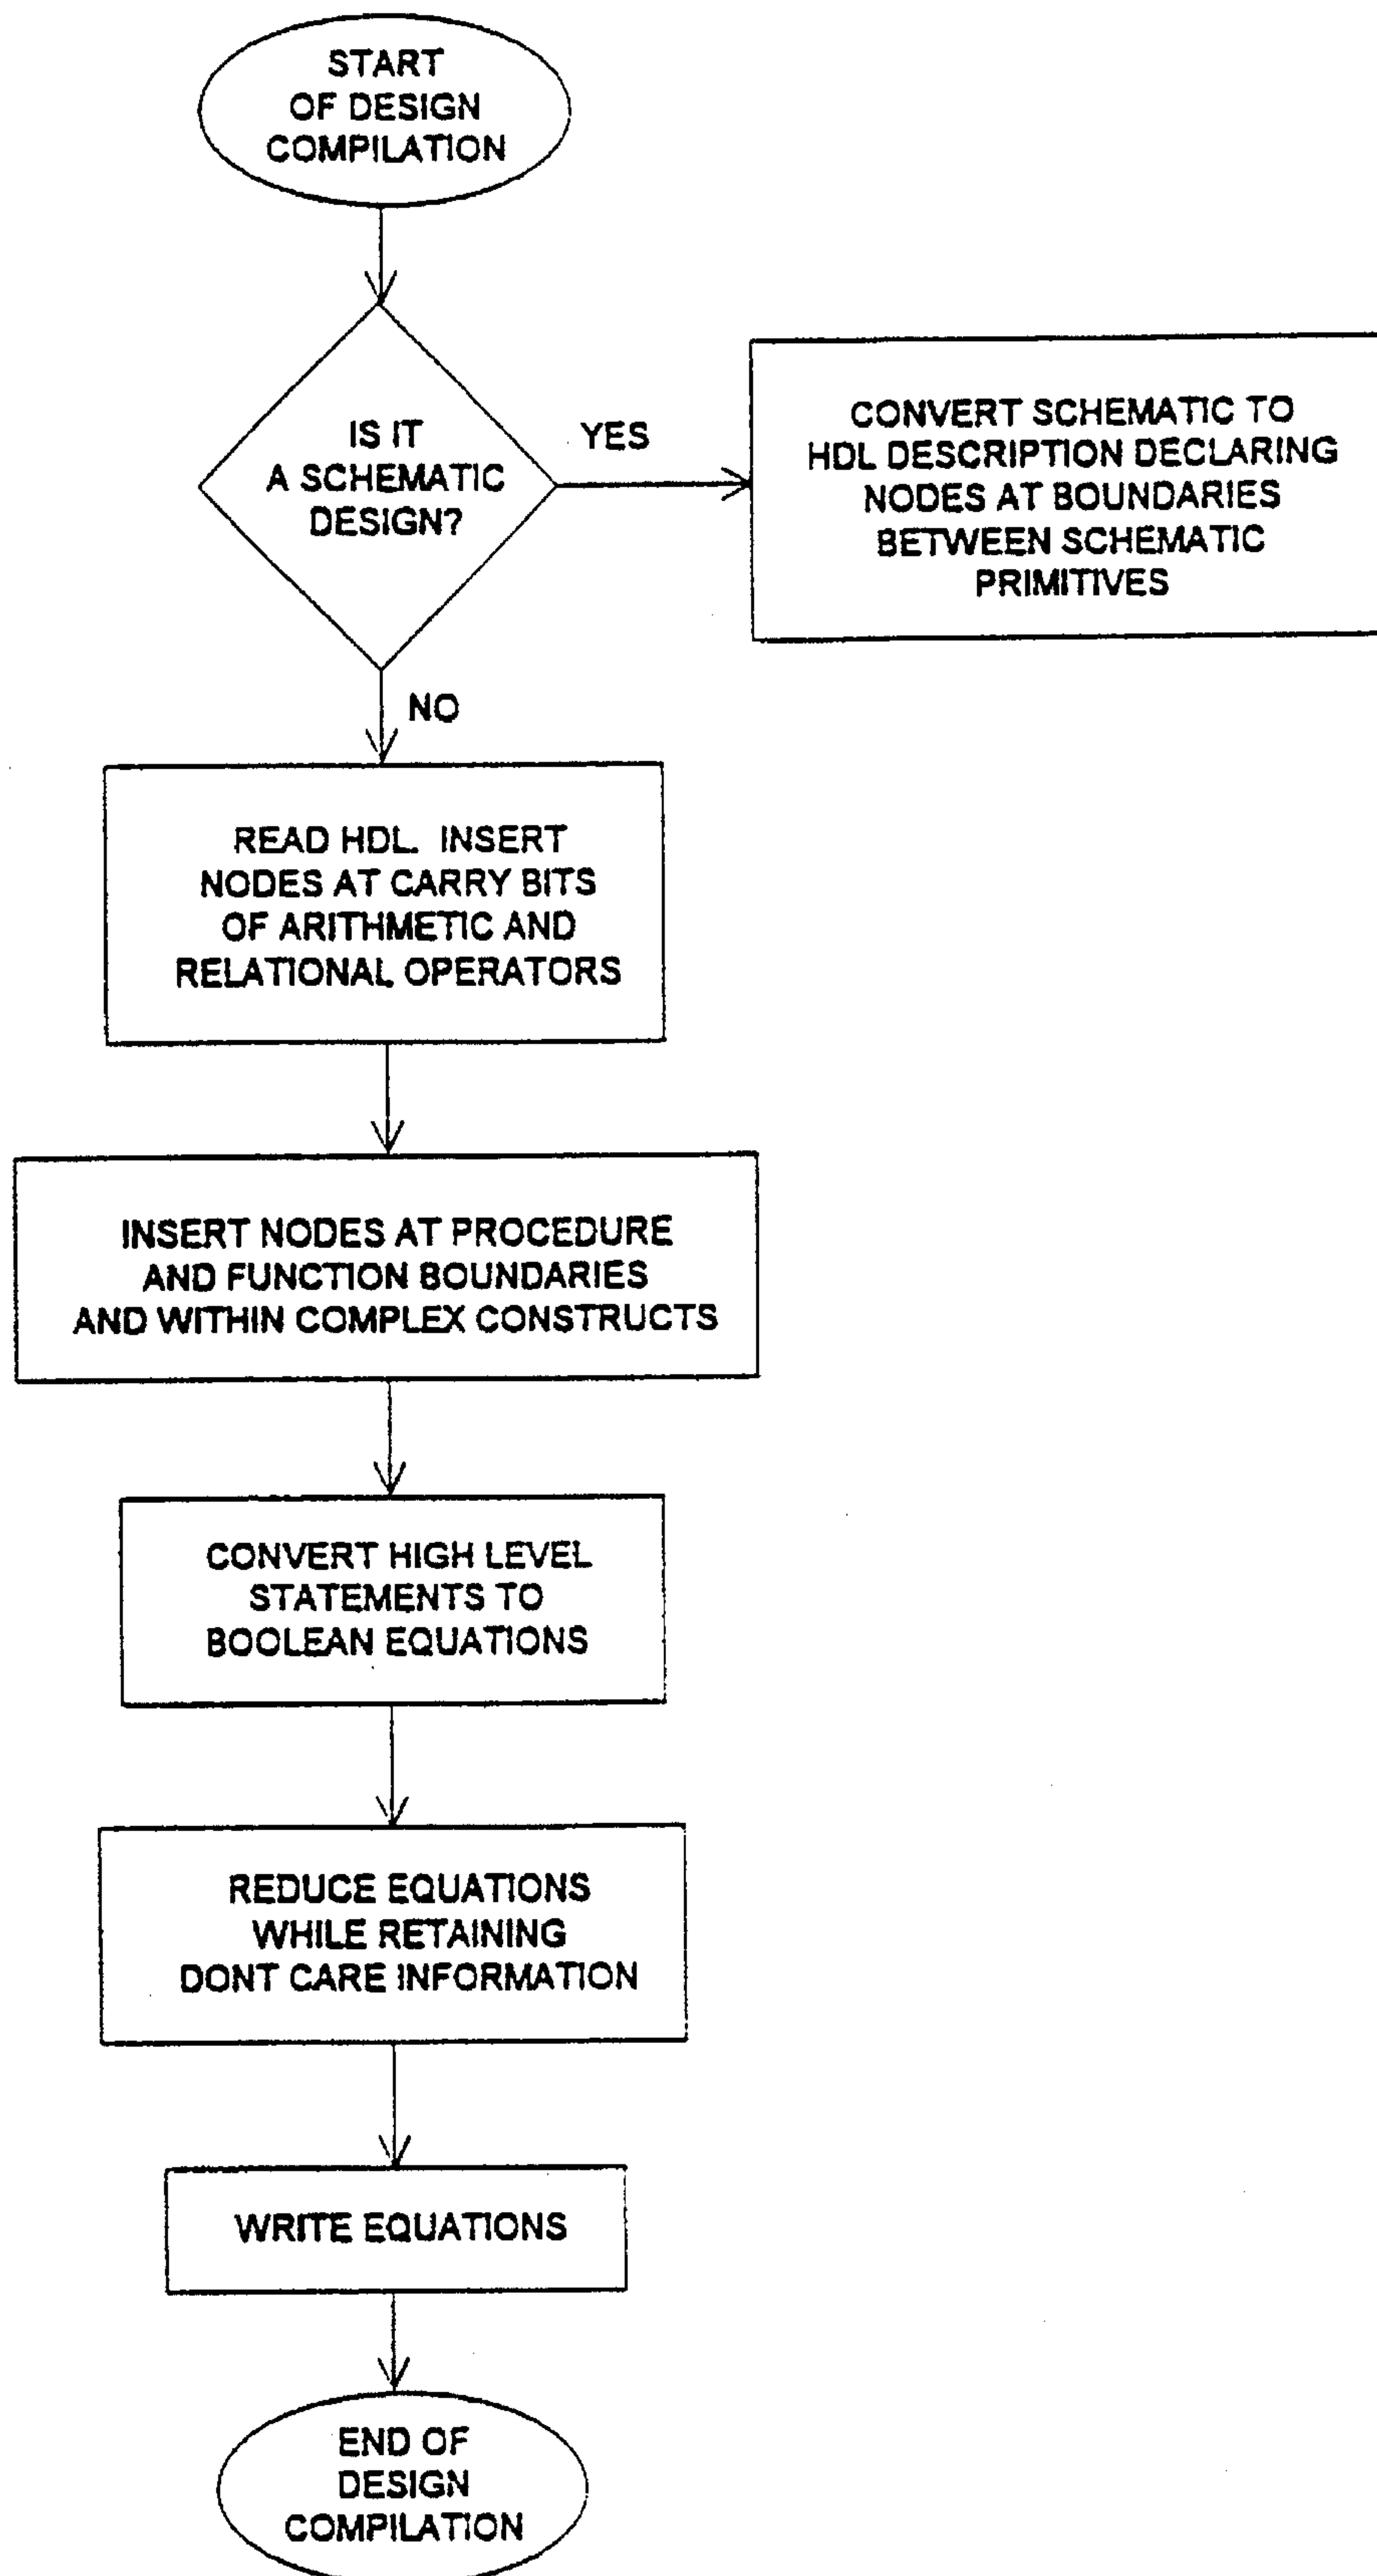 START
OF DESIGN
COMPILATION
IS IT
A SCHEMATIC
DESIGN?
YES
CONVERT SCHEMATIC TO
HDL DESCRIPTION DECLARING
NODES AT BOUNDARIES
BETWEEN SCHEMATIC
PRIMITIVES
NO
READ HDL. INSERT
NODES AT CARRY BITS
OF ARITHMETIC AND
RELATIONAL OPERATORS
INSERT NODES AT PROCEDURE
AND FUNCTION BOUNDARIES
AND WITHIN COMPLEX CONSTRUCTS
CONVERT HIGH LEVEL
STATEMENTS TO
BOOLEAN EQUATIONS
REDUCE EQUATIONS
WHILE RETAINING
DONT CARE INFORMATION
WRITE EQUATIONS
END OF
DESIGN
COMPILATION